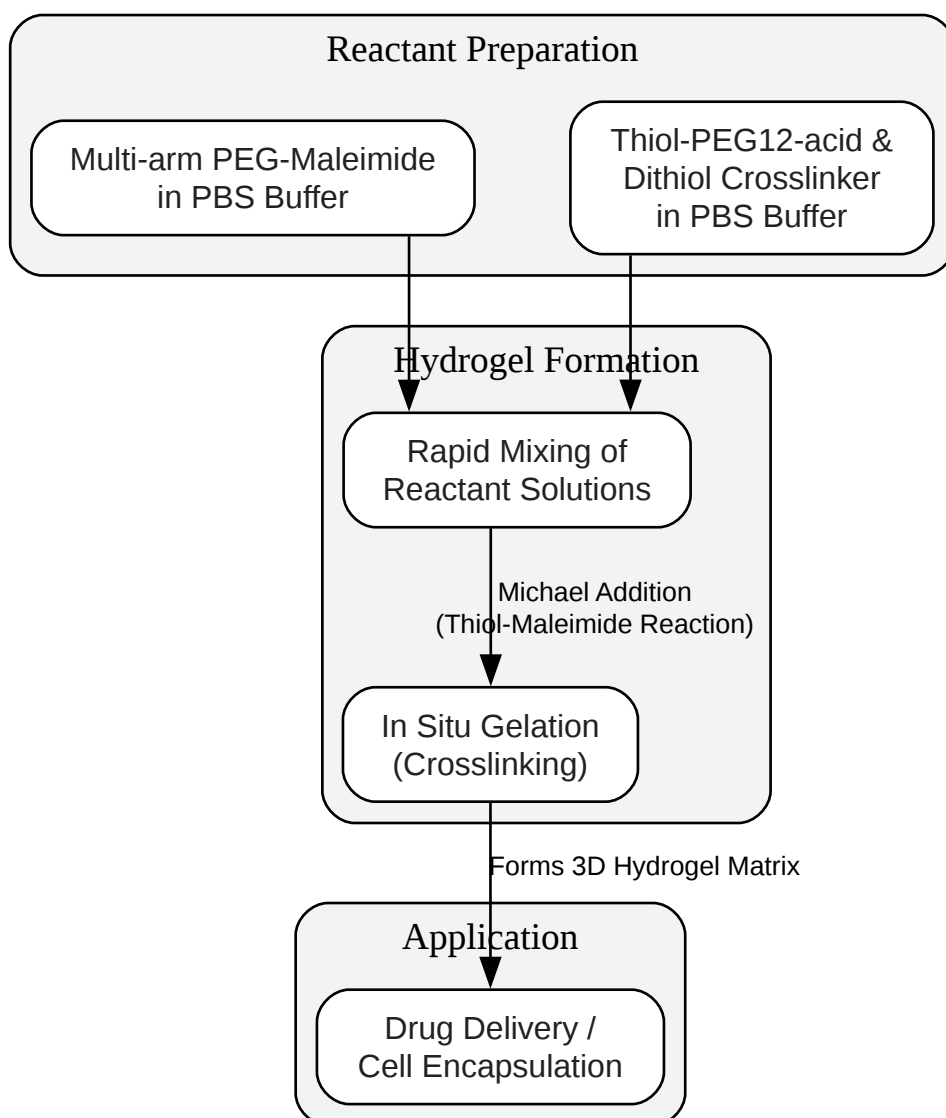 Reactant Preparation
Multi-arm PEG-Maleimide
in PBS Buffer
Thiol-PEG12-acid &
Dithiol Crosslinker
in PBS Buffer
Hydrogel Formation
Rapid Mixing of
Reactant Solutions
Michael Addition
(Thiol-Maleimide Reaction)
In Situ Gelation
(Crosslinking)
Forms 3D Hydrogel Matrix
Application
Drug Delivery /
Cell Encapsulation